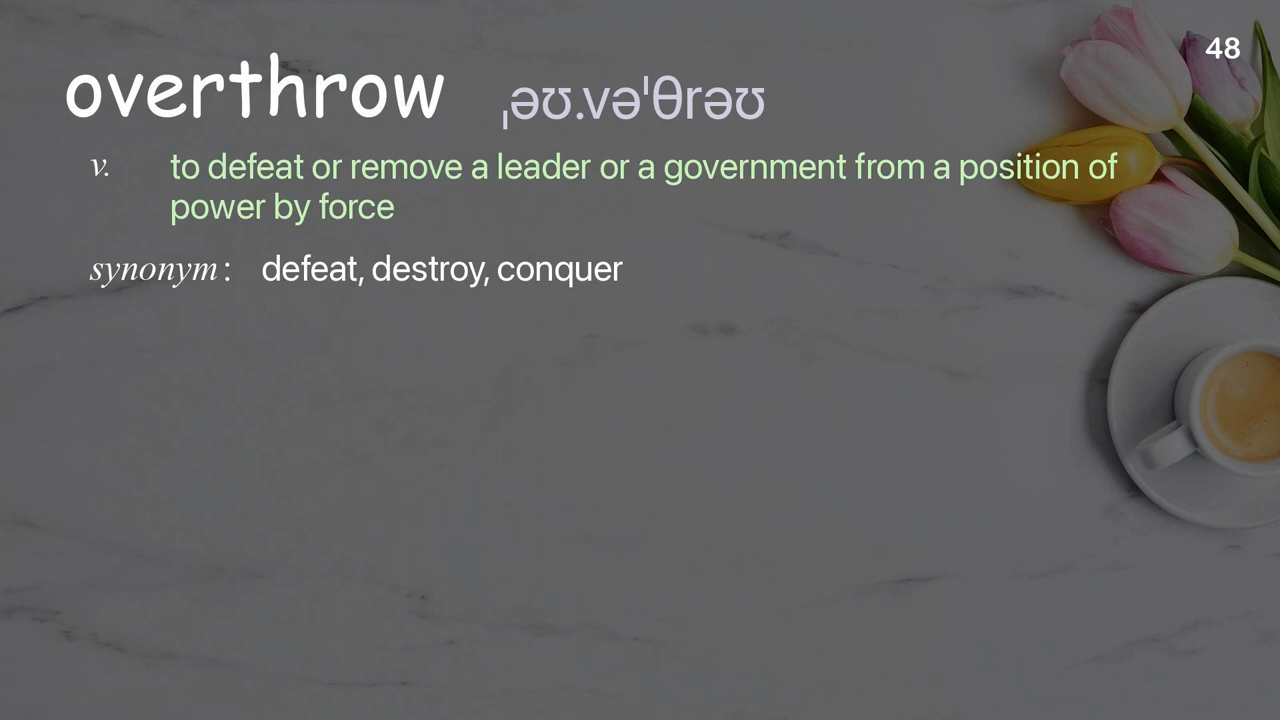 48
overthrow ˌəʊ.vəˈθrəʊ
v. to defeat or remove a leader or a government from a position of
power by force
synonym: defeat, destroy, conquer